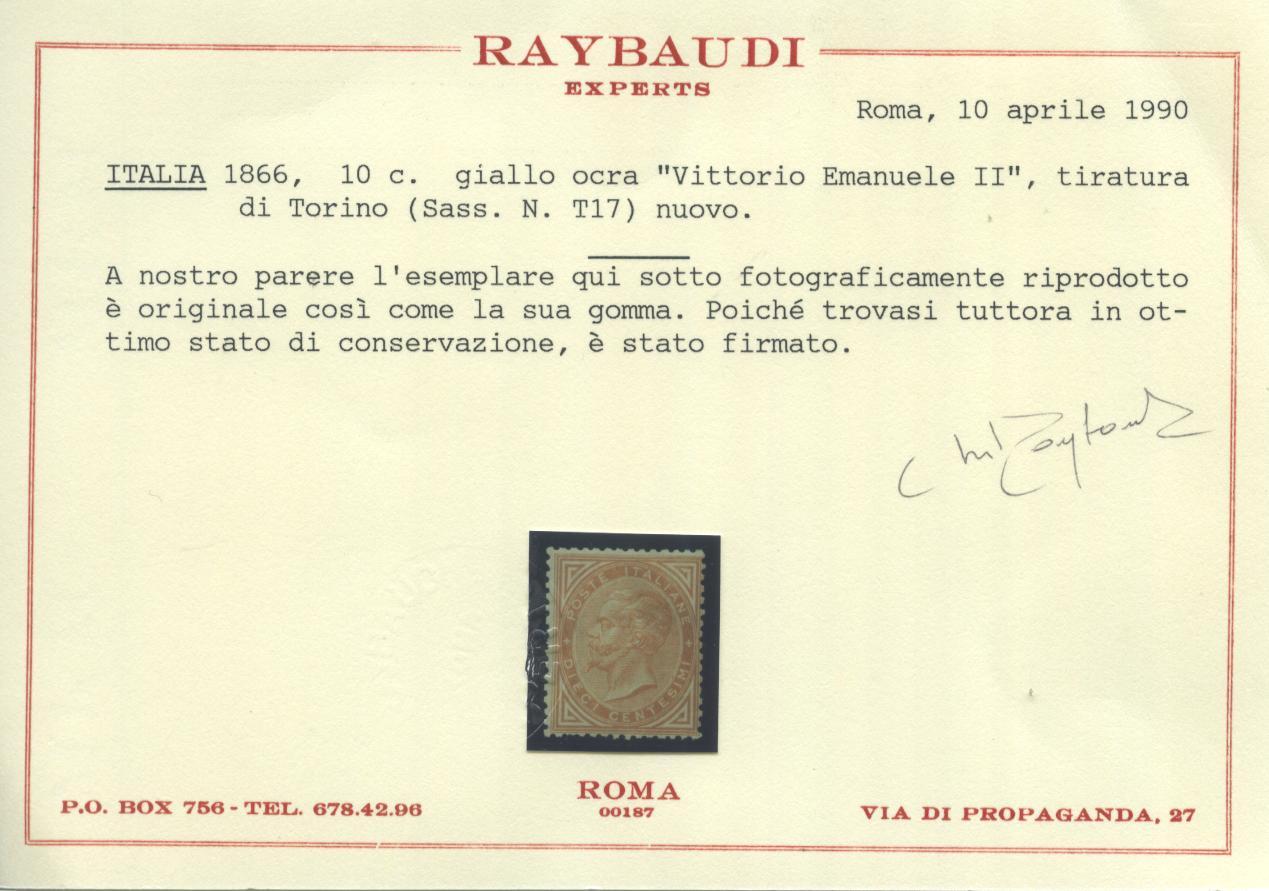 RAYBAUDI
EXPERTS
Roma, 10 aprile 1990
ITALIA 1866, 10 c. giallo ocra "Vittorio Emanuele II", tiratura
di Torino (Sass. N. T17) nuovo.
A nostro parere l'esemplare qui sotto fotograficamente riprodotto
è originale così come la sua gomma. Poiché trovasi tuttora in ot-
timo stato di conservazione, è stato firmato.
POSTE ITALIANE
DIECI CENTESIMI
ROMA
00187
P.O. BOX 756 - TEL. 678.42.96
VIA DI PROPAGANDA, 27